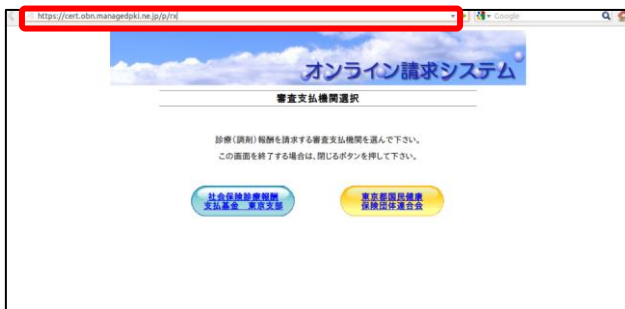 https://cert.obn.managedpki.ne.jp/p/rx
Google
オンライン請求システム
審査支払機関選択
診療(調剤)報酬を請求する審査支払機関を選んで下さい。
この画面を終了する場合は、閉じるボタンを押して下さい。
社会保険診療報酬
支払基金 東京支部
東京都国民健康
保険団体連合会